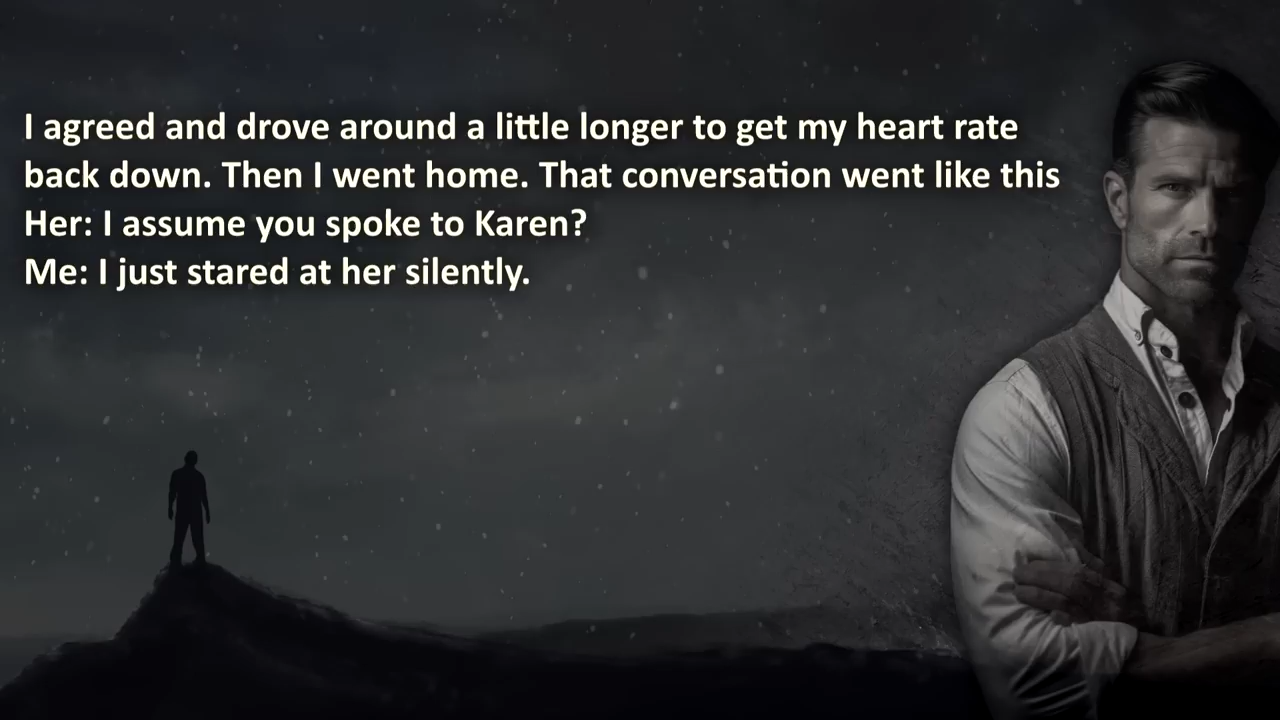 I agreed and drove around a little longer to get my heart rate
back down. Then I went home. That conversation went like this
Her: I assume you spoke to Karen?
Me: I just stared at her silently.